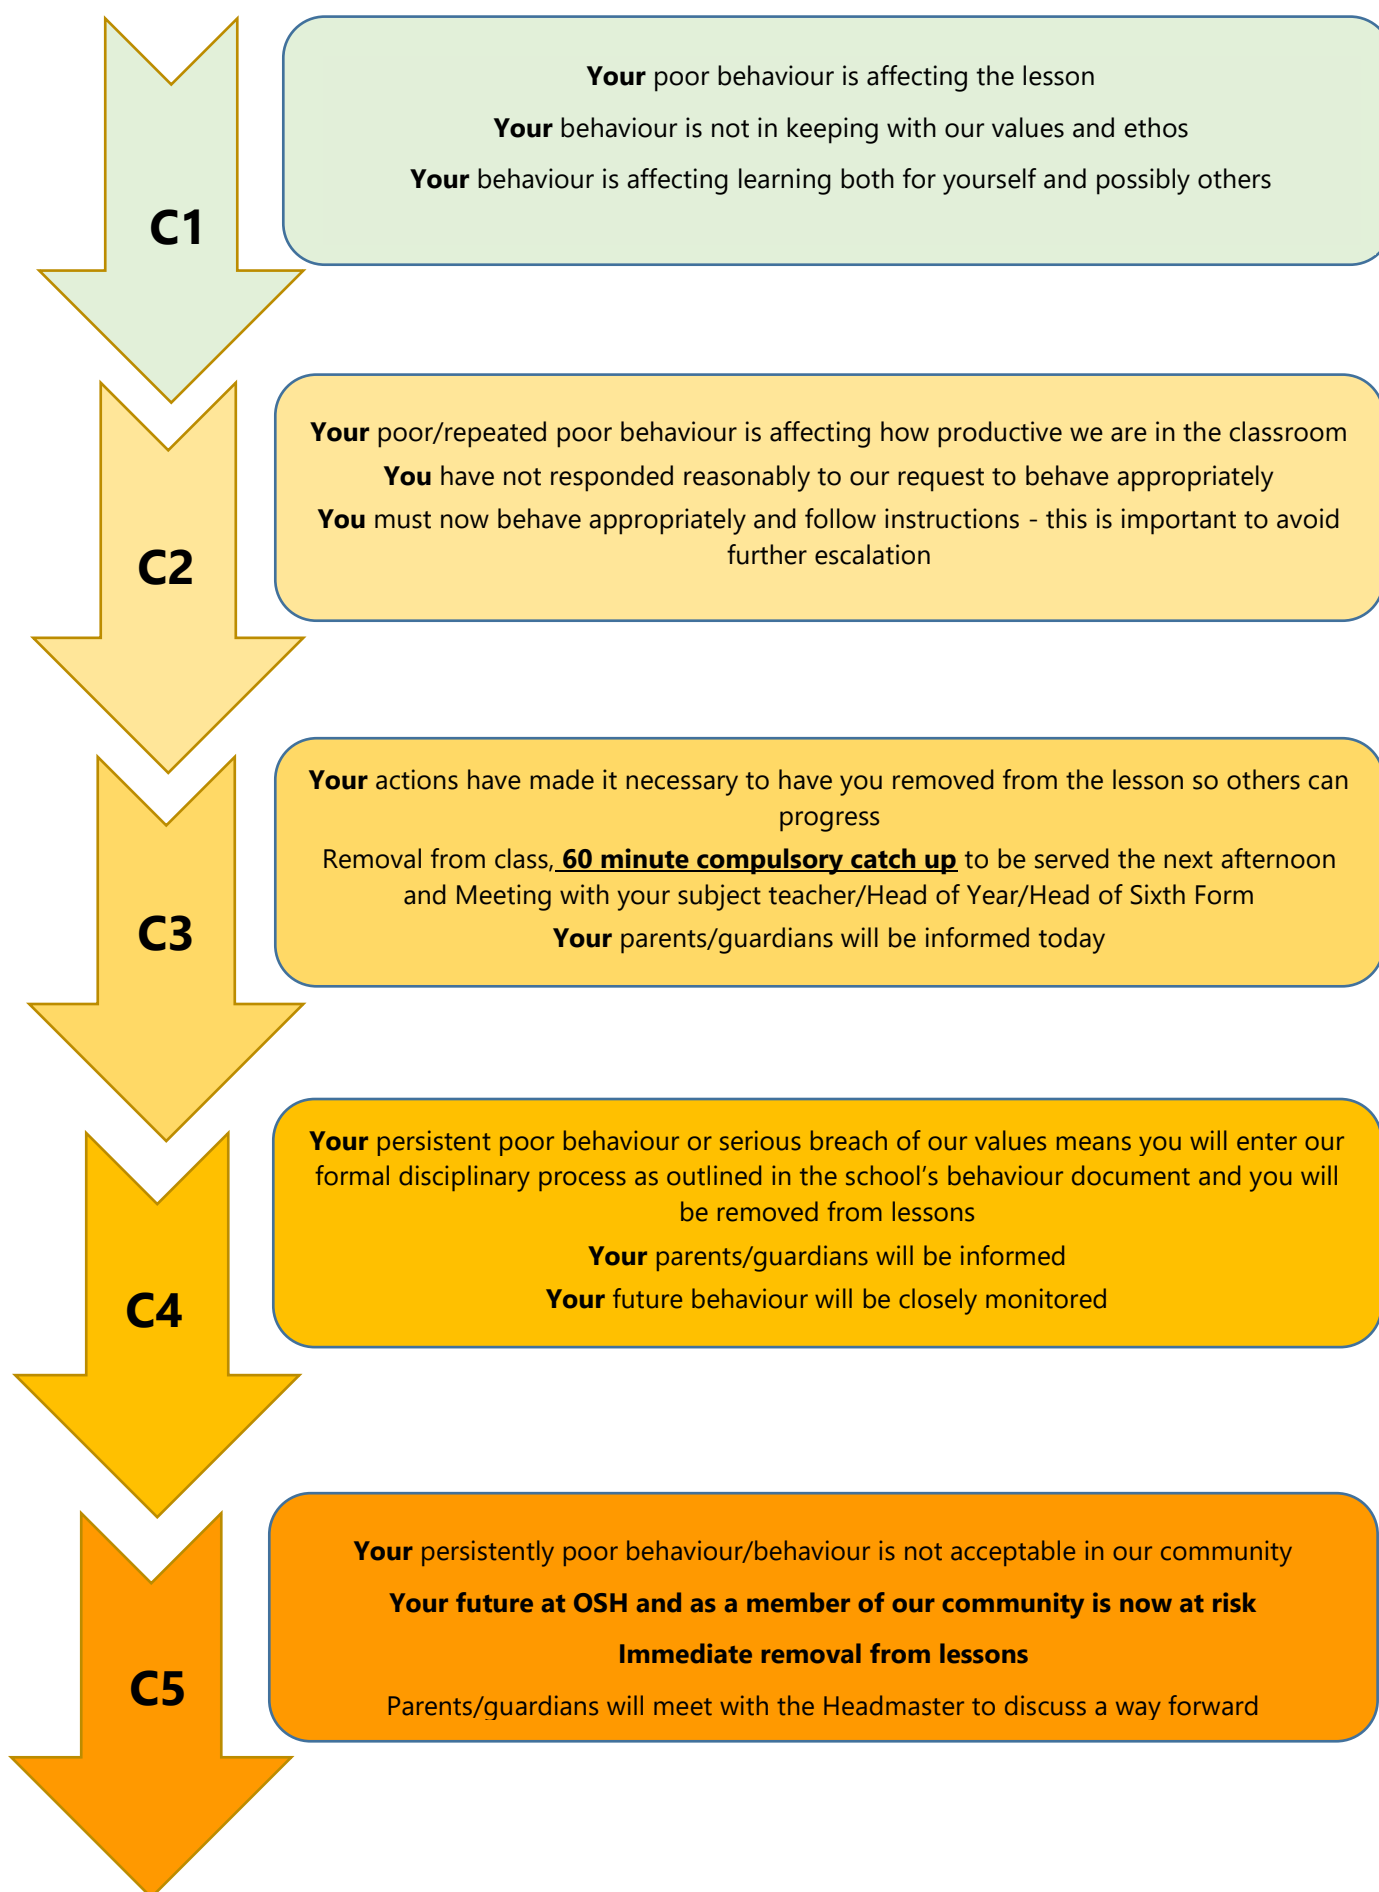 Your poor behaviour is affecting the lesson
Your behaviour is not in keeping with our values and ethos
Your behaviour is affecting learning both for yourself and possibly others
C1
Your poor/repeated poor behaviour is affecting how productive we are in the classroom
You have not responded reasonably to our request to behave appropriately
You must now behave appropriately and follow instructions - this is important to avoid
further escalation
C2
Your actions have made it necessary to have you removed from the lesson so others can
progress
Removal from class, 60 minute compulsory catch up to be served the next afternoon
and Meeting with your subject teacher/Head of Year/Head of Sixth Form
Your parents/guardians will be informed today
C3
Your persistent poor behaviour or serious breach of our values means you will enter our
formal disciplinary process as outlined in the school's behaviour document and you will
be removed from lessons
Your parents/guardians will be informed
Your future behaviour will be closely monitored
C4
Your persistently poor behaviour/behaviour is not acceptable in our community
Your future at OSH and as a member of our community is now at risk
Immediate removal from lessons
Parents/guardians will meet with the Headmaster to discuss a way forward
C5